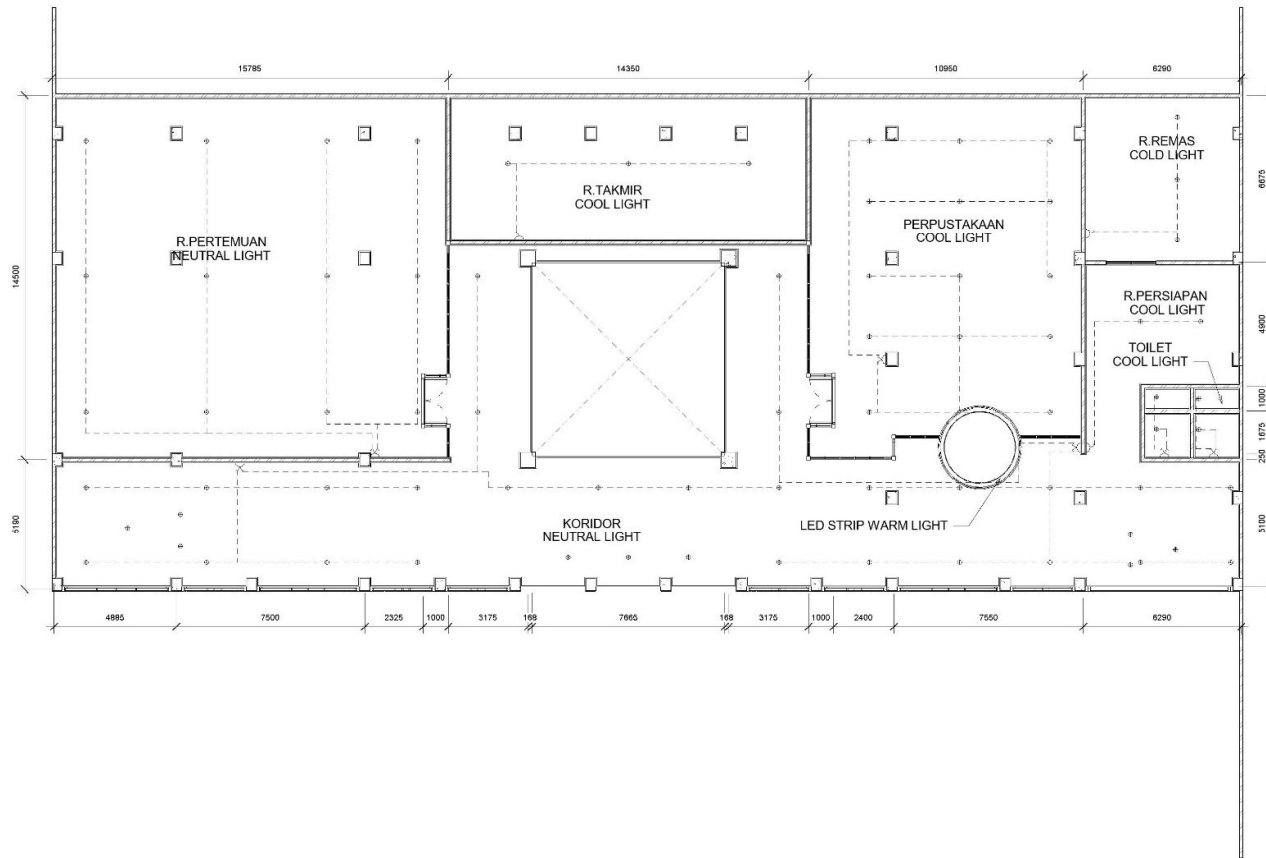 15785
14350
10950
6290
R.REMAS
COLD LIGHT
R.TAKMIR
COOL LIGHT
6675
R.PERTEMUAN
NEUTRAL LIGHT
PERPUSTAKAAN
COOL LIGHT
14500
R.PERSIAPAN
COOL LIGHT
4900
TOILET
COOL LIGHT
1000
1675
250
5190
KORIDOR
NEUTRAL LIGHT
LED STRIP WARM LIGHT
5100
4885
7500
2325
1000
3175
168
7665
168
3175
1000
2400
7550
6290